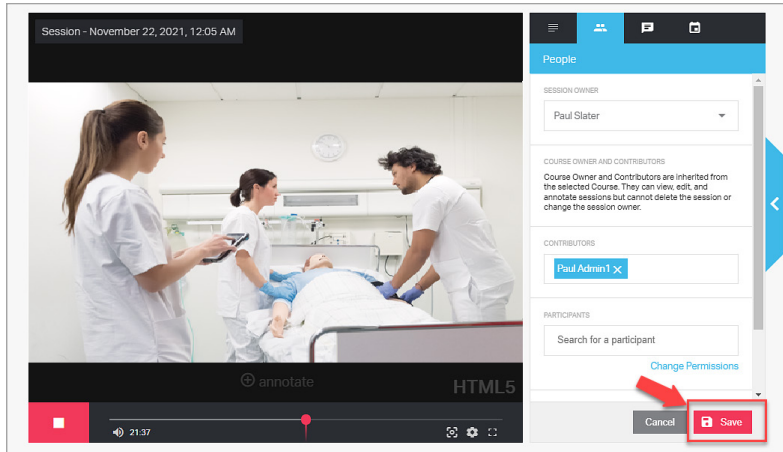 Session - November 22, 2021, 12:05 AM
annotate
HTML5
21:37
People
SESSION OWNER
Paul Slater
COURSE OWNER AND CONTRIBUTORS
Course Owner and Contributors are inherited from
the selected Course. They can view, edit, and
annotate sessions but cannot delete the session or
change the session owner.
CONTRIBUTORS
Paul Admin1
PARTICIPANTS
Search for a participant
Change Permissions
Cancel
Save